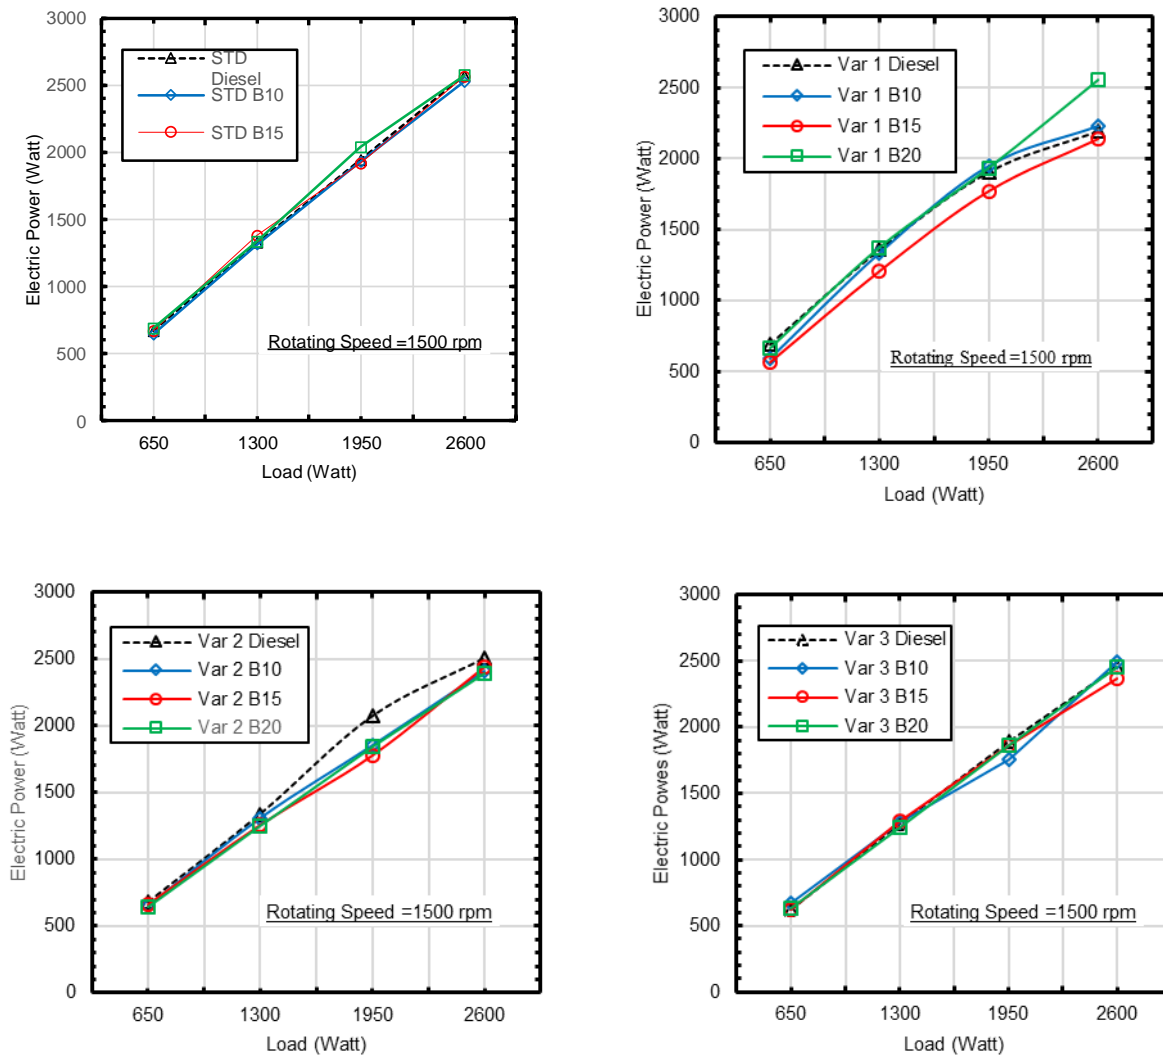 3000
2500
2000
1500
1000
500
0
Electric Power (Watt)
STD
Diesel
STD B10
STD B15
Rotating Speed =1500 rpm
650 1300 1950 2600
Load (Watt)
3000
2500
2000
1500
1000
500
0
Electric Power (Watt)
Var 1 Diesel
Var 1 B10
Var 1 B15
Var 1 B20
Rotating Speed =1500 rpm
650 1300 1950 2600
Load (Watt)
3000
2500
2000
1500
1000
500
0
Electric Power (Watt)
Var 2 Diesel
Var 2 B10
Var 2 B15
Var 2 B20
Rotating Speed =1500 rpm
650 1300 1950 2600
Load (Watt)
3000
2500
2000
1500
1000
500
0
Electric Powes (Watt)
Var 3 Diesel
Var 3 B10
Var 3 B15
Var 3 B20
Rotating Speed =1500 rpm
650 1300 1950 2600
Load (Watt)